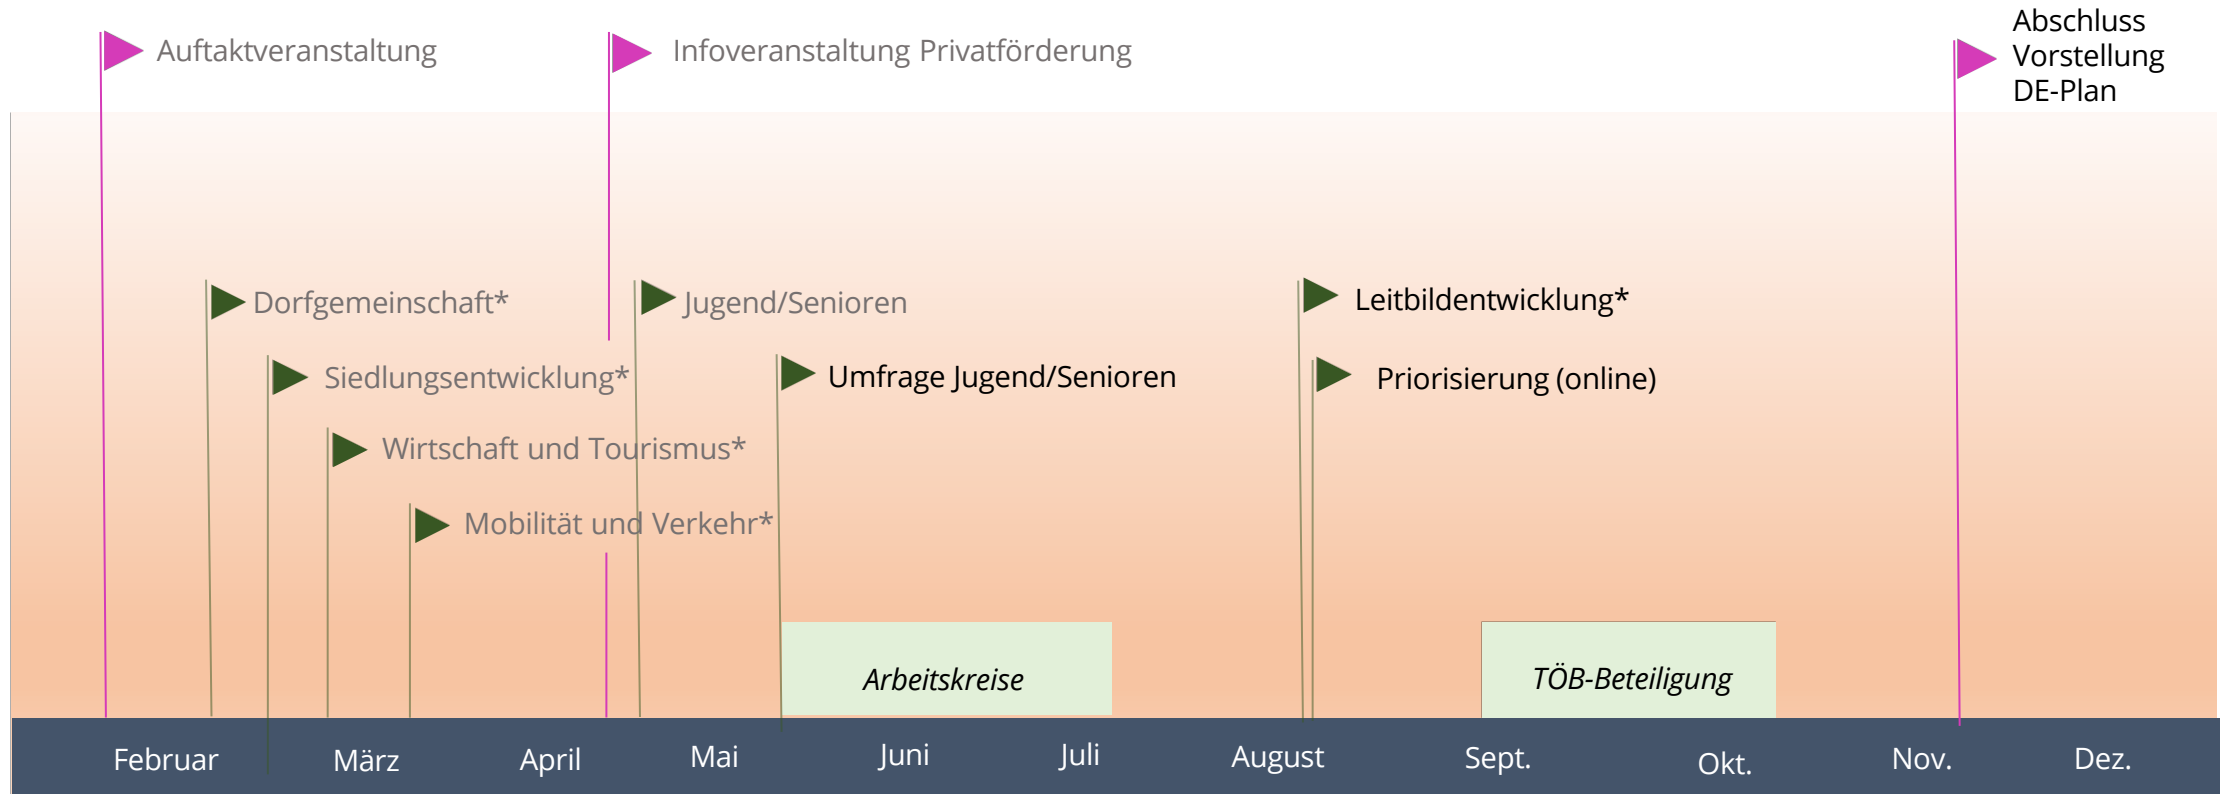 Auftaktveranstaltung
Infoveranstaltung Privatförderung
Abschluss
Vorstellung
DE-Plan
Dorfgemeinschaft*
Jugend/Senioren
Leitbildentwicklung*
Siedlungsentwicklung*
Umfrage Jugend/Senioren
Priorisierung (online)
Wirtschaft und Tourismus*
Mobilität und Verkehr*
Arbeitskreise
TÖB-Beteiligung
Februar
März
April
Mai
Juni
Juli
August
Sept.
Okt.
Nov.
Dez.